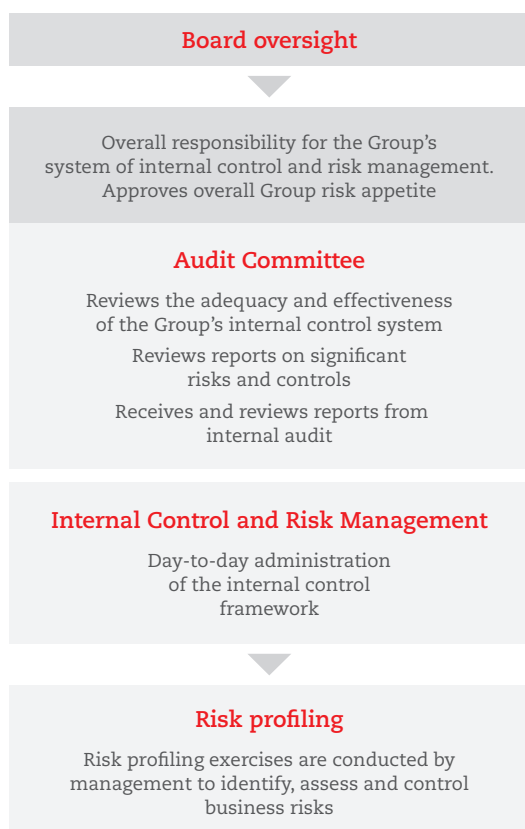 Board oversight
Overall responsibility for the Group’s
system of internal control and risk management.
Approves overall Group risk appetite
Audit Committee
Reviews the adequacy and effectiveness
of the Group’s internal control system
Reviews reports on significant
risks and controls
Receives and reviews reports from
internal audit
Internal Control and Risk Management
Day-to-day administration
of the internal control
framework
Risk profiling
Risk profiling exercises are conducted by
management to identify, assess and control
business risks